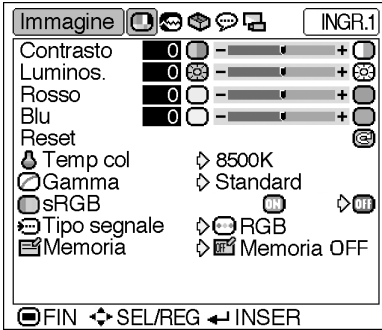 Immagine INGR.1
Contrasto 0 - +
Luminos. 0 - +
Rosso 0 - +
Blu 0 - +
Reset
Temp col 8500K
Gamma Standard
sRGB ON OFF
Tipo segnale RGB
Memoria OFF Memoria OFF
FIN SEL/REG INSER